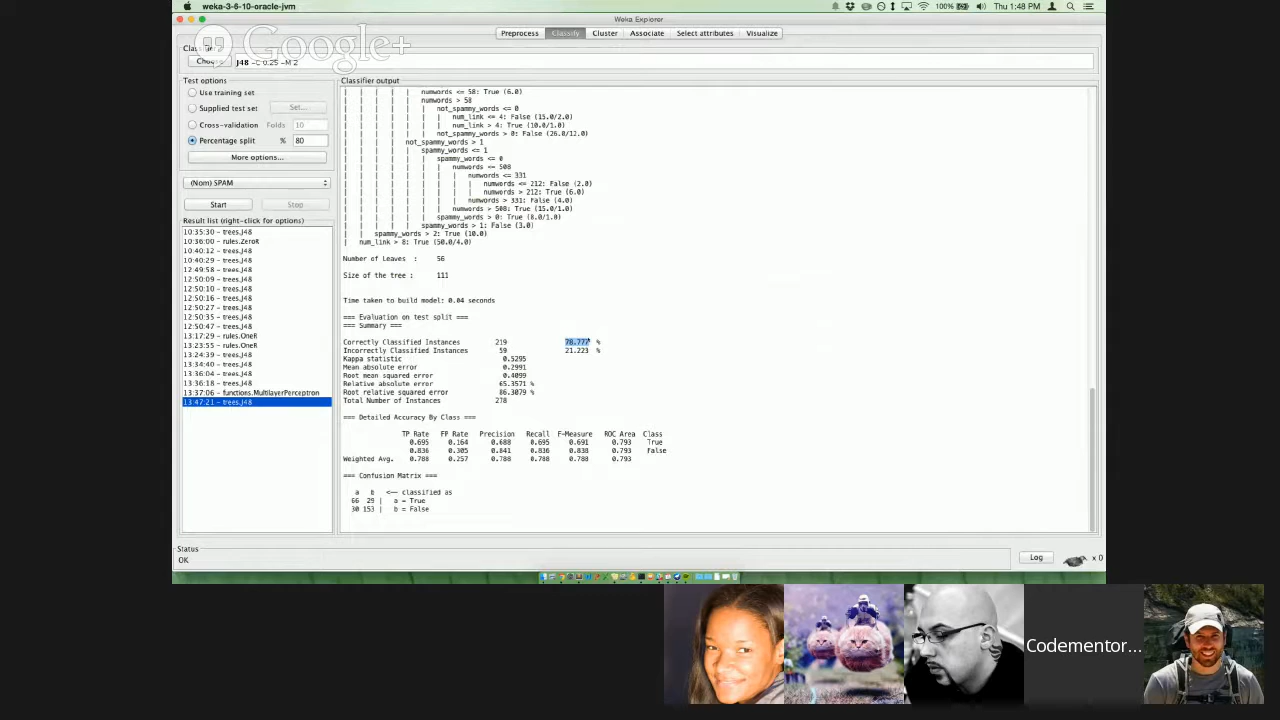 weka-3-6-10-oracle-jvm
100%
Thu 1:48 PM
Weka Explorer
Google+
Preprocess Classify Cluster Associate Select attributes Visualize
J48 -C 0.25 -M 2
Test options
Use training set
Supplied test set Set...
Cross-validation Folds 10
Percentage split % 80
More options...
(Nom) SPAM
Start Stop
Result list (right-click for options)
10:35:30 - trees.J48
10:36:00 - rules.ZeroR
10:40:12 - trees.J48
10:40:29 - trees.J48
12:49:58 - trees.J48
12:50:09 - trees.J48
12:50:10 - trees.J48
12:50:16 - trees.J48
12:50:27 - trees.J48
12:50:35 - trees.J48
12:50:47 - trees.J48
13:17:29 - rules.OneR
13:23:55 - rules.OneR
13:24:39 - trees.J48
13:34:40 - trees.J48
13:36:04 - trees.J48
13:36:18 - trees.J48
13:37:06 - functions.MultilayerPerceptron
13:47:21 - trees.J48
Classifier output
| | | | | numwords <= 58: True (6.0)
| | | | | numwords > 58
| | | | | | not_spammy_words <= 0
| | | | | | | num_link <= 4: False (15.0/2.0)
| | | | | | | num_link > 4: True (10.0/1.0)
| | | | | | not_spammy_words > 0: False (26.0/12.0)
| | | | not_spammy_words > 1
| | | | | spammy_words <= 1
| | | | | | spammy_words <= 0
| | | | | | | numwords <= 508
| | | | | | | | numwords <= 331
| | | | | | | | | numwords <= 212: False (2.0)
| | | | | | | | | numwords > 212: True (6.0)
| | | | | | | | numwords > 331: False (4.0)
| | | | | | | numwords > 508: True (15.0/1.0)
| | | | | | spammy_words > 0: True (8.0/1.0)
| | | | | spammy_words > 1: False (3.0)
| | spammy_words > 2: True (10.0)
| num_link > 8: True (50.0/4.0)
Number of Leaves : 56
Size of the tree : 111
Time taken to build model: 0.04 seconds
=== Evaluation on test split ===
=== Summary ===
Correctly Classified Instances 219 78.777 %
Incorrectly Classified Instances 59 21.223 %
Kappa statistic 0.5295
Mean absolute error 0.2991
Root mean squared error 0.4099
Relative absolute error 65.3571 %
Root relative squared error 86.3079 %
Total Number of Instances 278
=== Detailed Accuracy By Class ===
TP Rate FP Rate Precision Recall F-Measure ROC Area Class
0.695 0.164 0.688 0.695 0.691 0.793 True
0.836 0.305 0.841 0.836 0.838 0.793 False
Weighted Avg. 0.788 0.257 0.788 0.788 0.788 0.793
=== Confusion Matrix ===
a b <-- classified as
66 29 | a = True
30 153 | b = False
Status
OK
Log
x 0
Codementor...